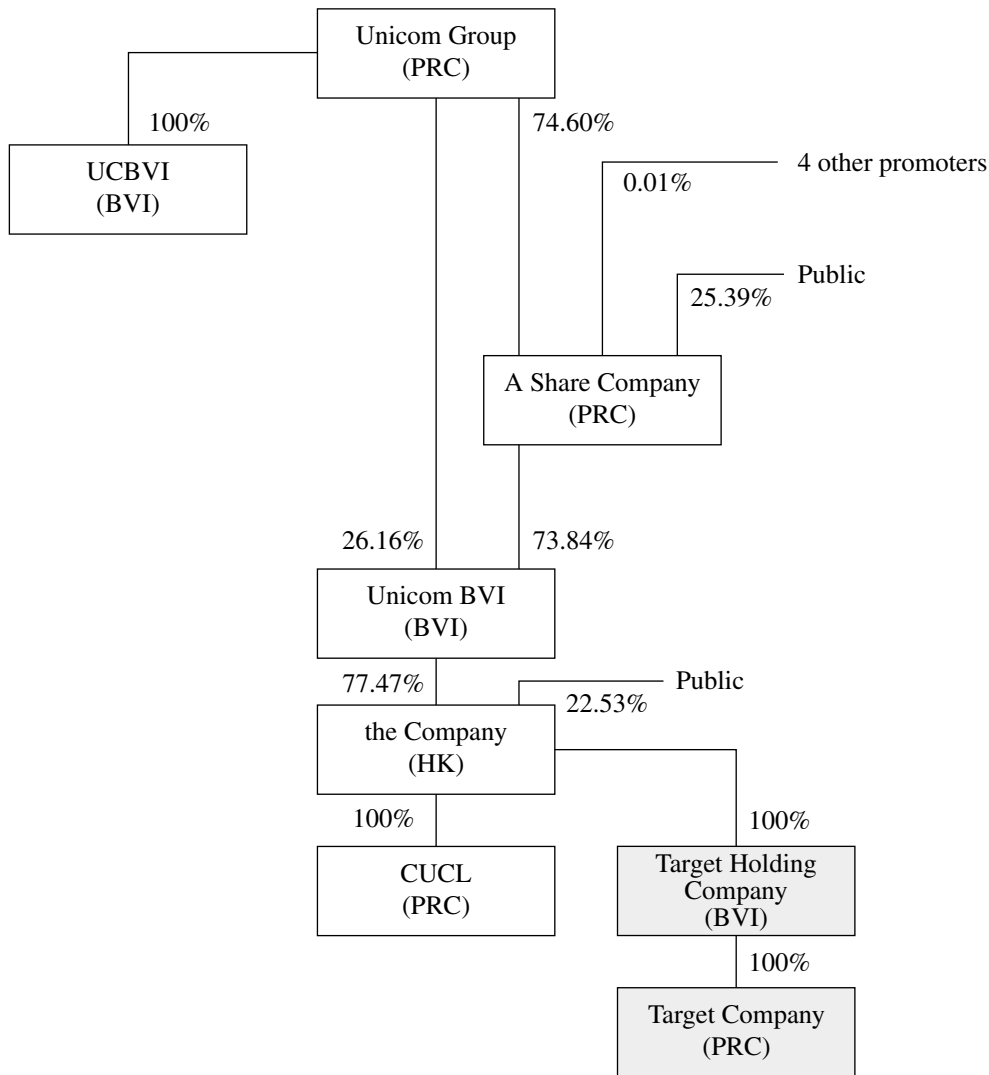 Unicom Group
(PRC)
100%
74.60%
UCBVI
(BVI)
4 other promoters
0.01%
Public
25.39%
A Share Company
(PRC)
26.16%
73.84%
Unicom BVI
(BVI)
77.47%
Public
22.53%
the Company
(HK)
100%
100%
CUCL
(PRC)
Target Holding
Company
(BVI)
100%
Target Company
(PRC)